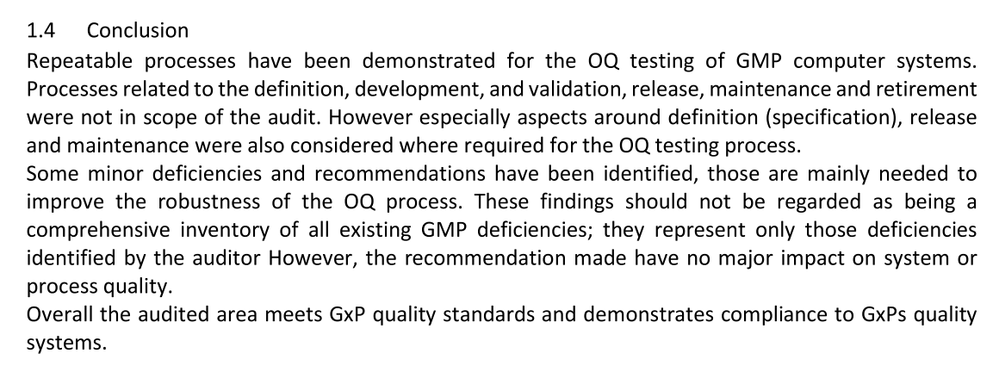 1.4 Conclusion
Repeatable processes have been demonstrated for the OQ testing of GMP computer systems.
Processes related to the definition, development, and validation, release, maintenance and retirement
were not in scope of the audit. However especially aspects around definition (specification), release
and maintenance were also considered where required for the OQ testing process.
Some minor deficiencies and recommendations have been identified, those are mainly needed to
improve the robustness of the OQ process. These findings should not be regarded as being a
comprehensive inventory of all existing GMP deficiencies; they represent only those deficiencies
identified by the auditor However, the recommendation made have no major impact on system or
process quality.
Overall the audited area meets GxP quality standards and demonstrates compliance to GxPs quality
systems.